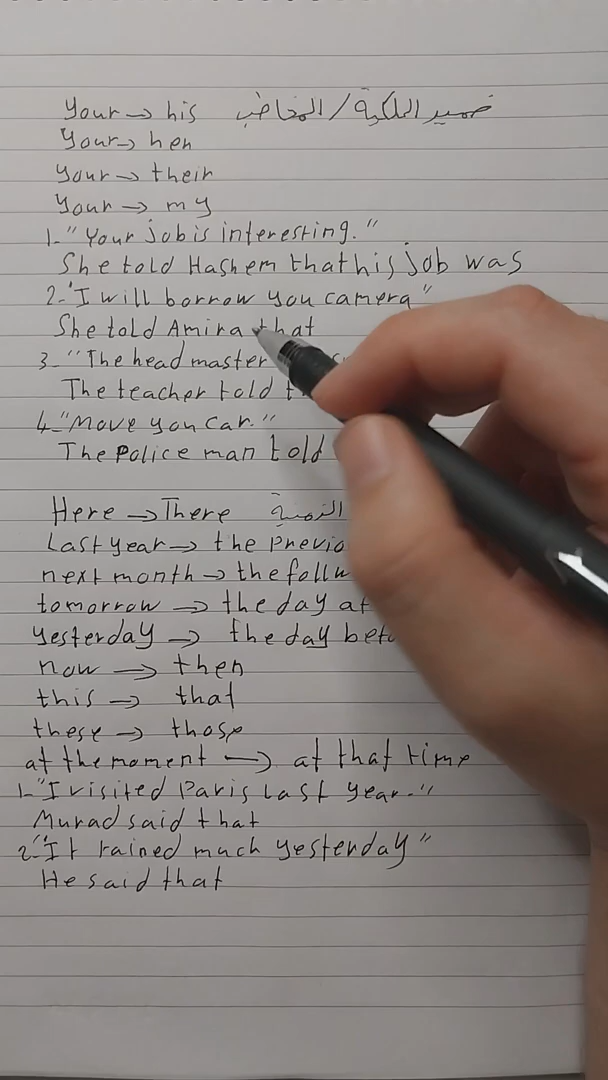 Your → his ضمير الملكية / المخاطب
Your → her
Your → their
Your → my
1- "Your job is interesting."
She told Hashem that his job was
2- "I will borrow you camera"
She told Amira that
3- "The head master
The teacher told
4- "Move you car."
The Police man told
Here → There الزمنية
Last year → the previo
next month → the follow
tomorrow → the day af
yesterday → the day befo
now → then
this → that
these → those
at the moment → at that time
1- "I visited Paris last year."
Murad said that
2- "It rained much yesterday"
He said that